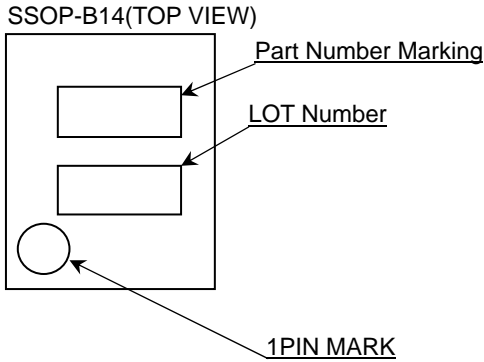 SSOP-B14(TOP VIEW)
Part Number Marking
LOT Number
1PIN MARK